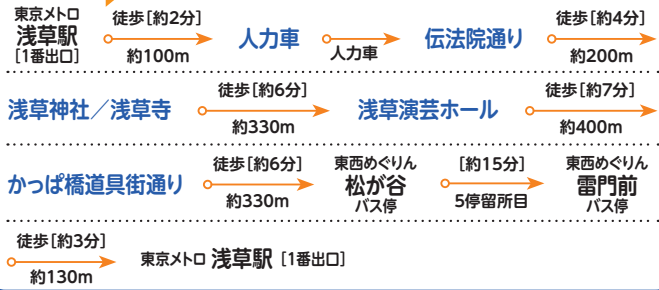 東京メトロ
浅草駅
[1番出口]
徒歩[約2分]
約100m
人力車
人力車
伝法院通り
徒歩[約4分]
約200m
浅草神社／浅草寺
徒歩[約6分]
約330m
浅草演芸ホール
徒歩[約7分]
約400m
かっぱ橋道具街通り
徒歩[約6分]
約330m
東西めぐりん
松が谷
バス停
[約15分]
5停留所目
東西めぐりん
雷門前
バス停
徒歩[約3分]
約130m
東京メトロ 浅草駅 [1番出口]